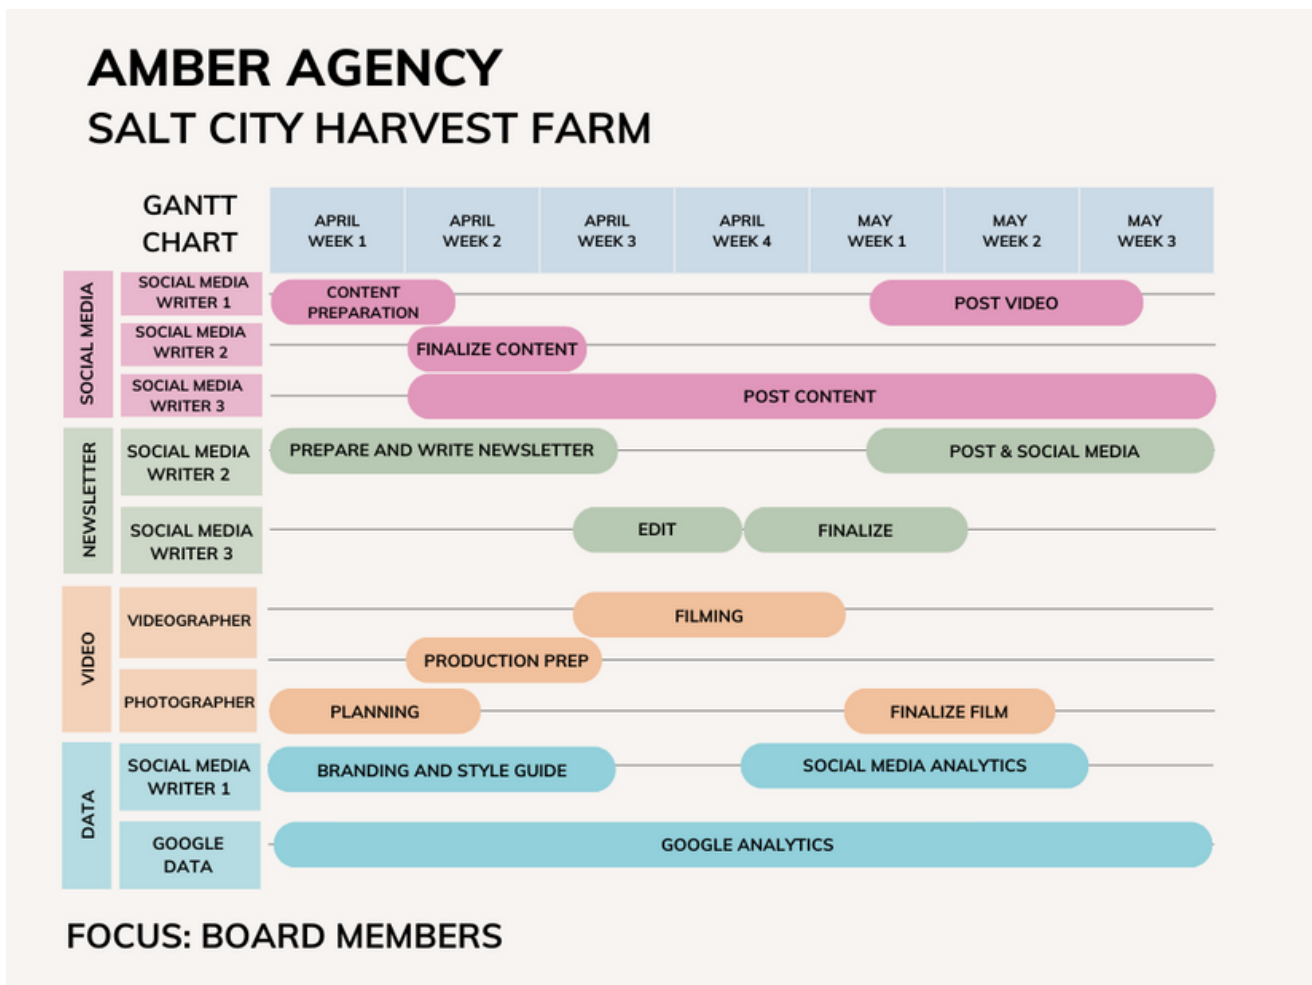 AMBER AGENCY
SALT CITY HARVEST FARM
GANTT
CHART
APRIL
WEEK 1
APRIL
WEEK 2
APRIL
WEEK 3
APRIL
WEEK 4
MAY
WEEK 1
MAY
WEEK 2
MAY
WEEK 3
SOCIAL MEDIA
SOCIAL MEDIA
WRITER 1
CONTENT
PREPARATION
POST VIDEO
SOCIAL MEDIA
WRITER 2
FINALIZE CONTENT
SOCIAL MEDIA
WRITER 3
POST CONTENT
NEWSLETTER
SOCIAL MEDIA
WRITER 2
PREPARE AND WRITE NEWSLETTER
POST & SOCIAL MEDIA
SOCIAL MEDIA
WRITER 3
EDIT
FINALIZE
VIDEO
VIDEOGRAPHER
FILMING
PRODUCTION PREP
PHOTOGRAPHER
PLANNING
FINALIZE FILM
DATA
SOCIAL MEDIA
WRITER 1
BRANDING AND STYLE GUIDE
SOCIAL MEDIA ANALYTICS
GOOGLE
DATA
GOOGLE ANALYTICS
FOCUS: BOARD MEMBERS